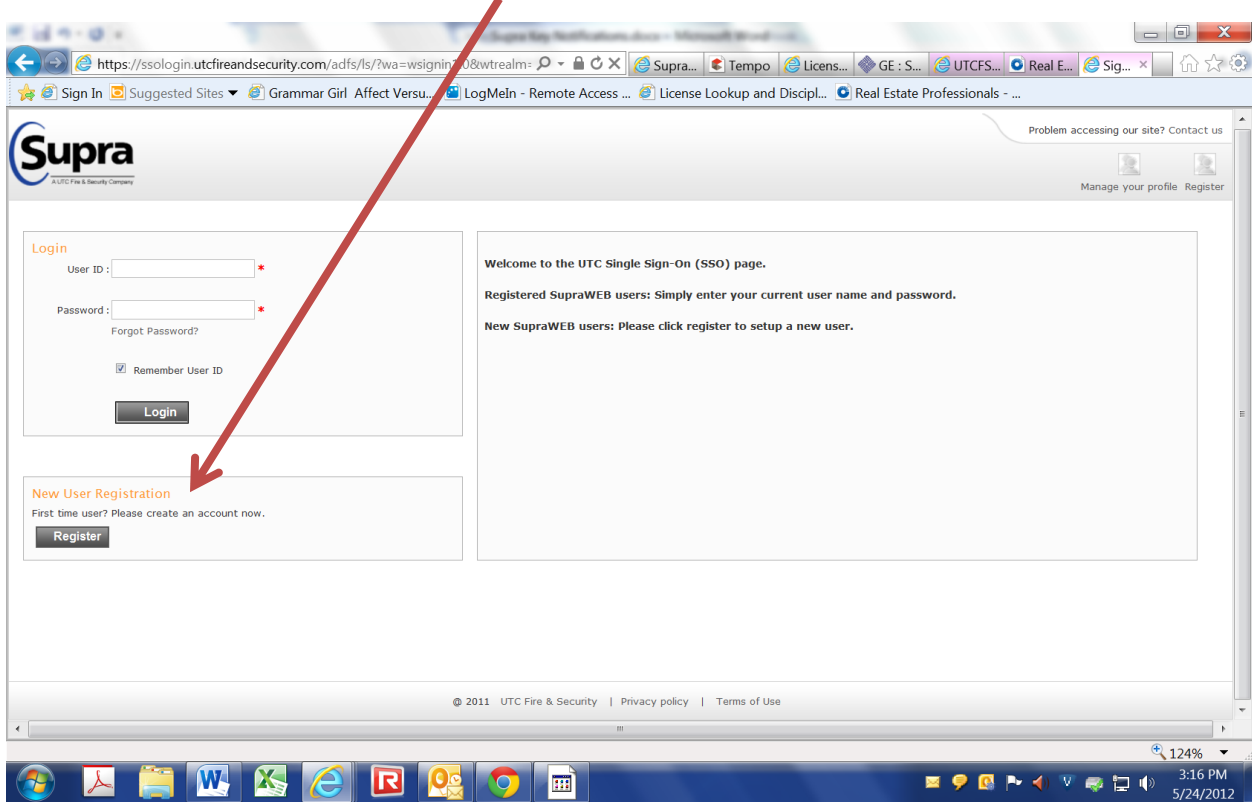 Supra Key Notifications.docx - Microsoft Word
https://ssologin.utcfireandsecurity.com/adfs/ls/?wa=wsignin1.0&wtrealm=
Supra...
Tempo
Licens...
GE : S...
UTCFS...
Real E...
Sig...
Sign In
Suggested Sites
Grammar Girl Affect Versu...
LogMeIn - Remote Access ...
License Lookup and Discipl...
Real Estate Professionals - ...
Problem accessing our site? Contact us
Supra
A UTC Fire & Security Company
Manage your profile Register
Login
User ID : *
Password : *
Forgot Password?
Remember User ID
Login
Welcome to the UTC Single Sign-On (SSO) page.
Registered SupraWEB users: Simply enter your current user name and password.
New SupraWEB users: Please click register to setup a new user.
New User Registration
First time user? Please create an account now.
Register
@ 2011 UTC Fire & Security | Privacy policy | Terms of Use
124%
3:16 PM
5/24/2012